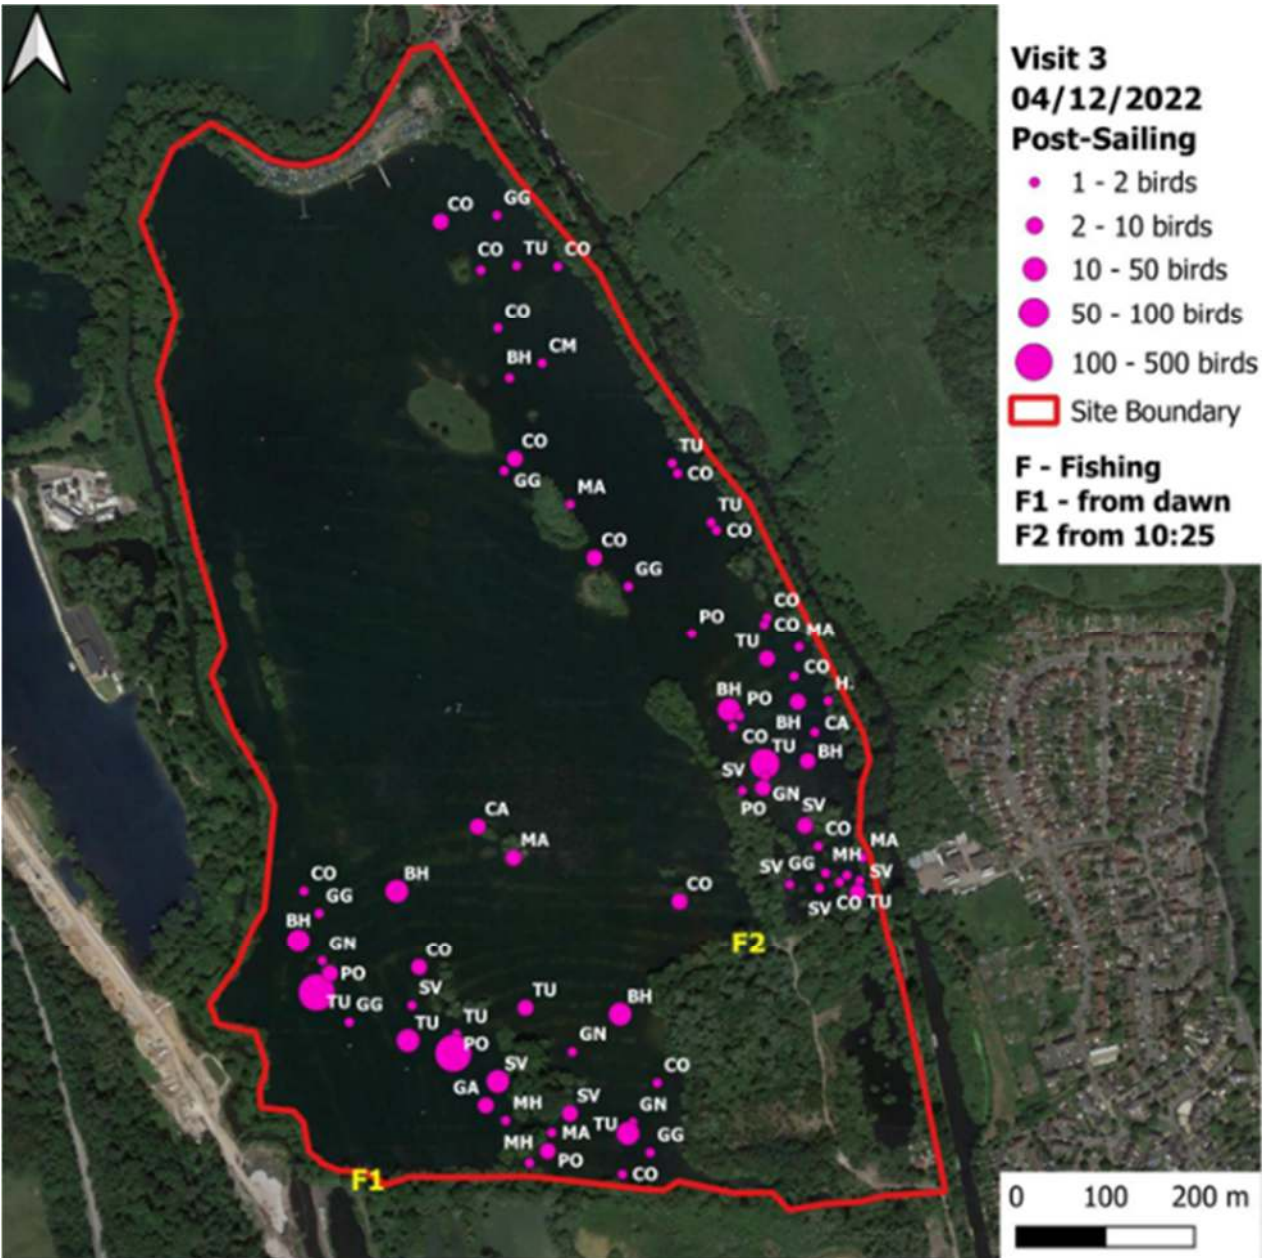 Visit 3
04/12/2022
Post-Sailing
1 - 2 birds
2 - 10 birds
10 - 50 birds
50 - 100 birds
100 - 500 birds
Site Boundary
F - Fishing
F1 - from dawn
F2 from 10:25
GG
CO
CO TU CO
CO
CM
BH
CO
TU
CO
GG
MA
TU
CO
CO
GG
CO
PO
CO MA
TU
CO
H.
BH PO
BH CA
CO
TU BH
SV
GN
PO
SV
CA
CO
MA
MA
MH
SV GG
SV
CO
BH
CO
GG
SV CO TU
BH
F2
GN
CO
PO
SV
TU
BH
TU GG
TU
TU
GN
PO
SV
CO
GA
SV
MH
GN
TU
MA
GG
MH
PO
CO
F1
0 100 200 m